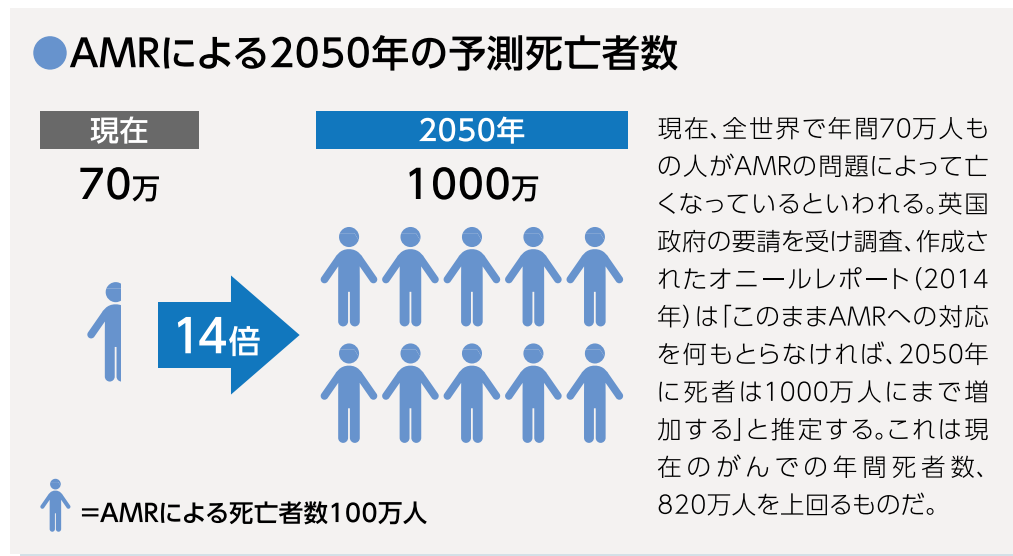 ●AMRによる2050年の予測死亡者数
現在
70万
2050年
1000万
14倍
=AMRによる死亡者数100万人
現在、全世界で年間70万人も
の人がAMRの問題によって亡
くなっているといわれる。英国
政府の要請を受け調査、作成さ
れたオニールレポート(2014
年)は「このままAMRへの対応
を何もとらなければ、2050年
に死者は1000万人にまで増
加する」と推定する。これは現
在のがんでの年間死者数、
820万人を上回るものだ。